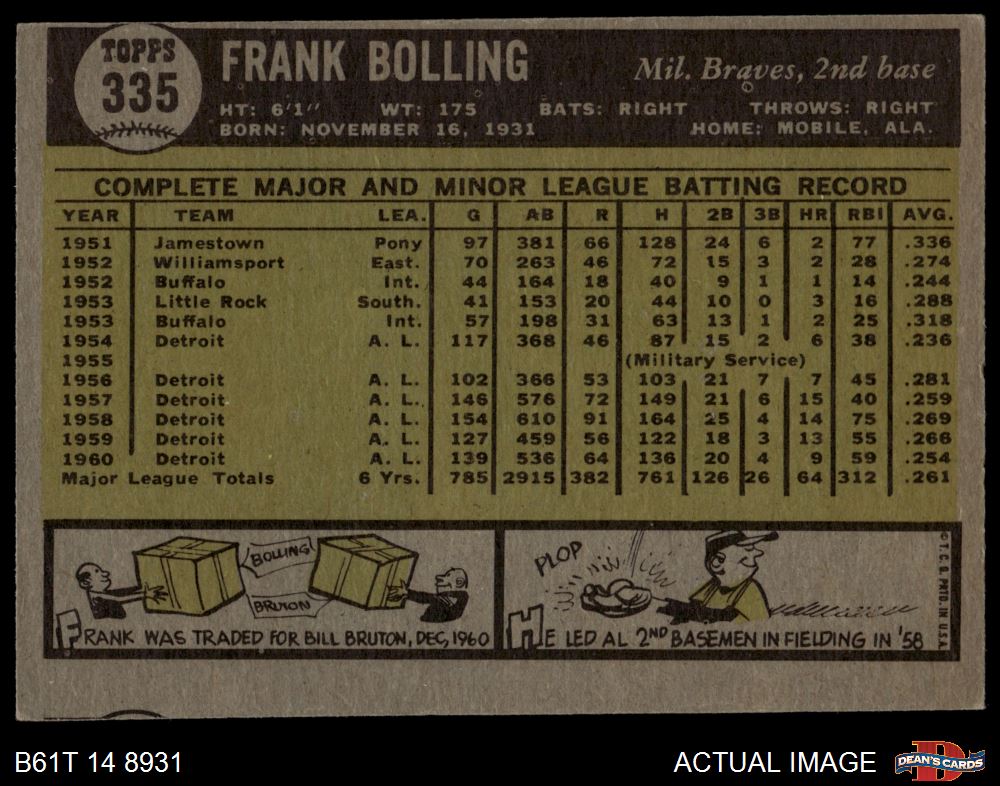 TOPPS
335
FRANK BOLLING
Mil. Braves, 2nd base
HT: 6'1" WT: 175 BATS: RIGHT THROWS: RIGHT
BORN: NOVEMBER 16, 1931 HOME: MOBILE, ALA.
COMPLETE MAJOR AND MINOR LEAGUE BATTING RECORD
YEAR TEAM LEA. G AB R H 2B 3B HR RBI AVG.
1951 Jamestown Pony 97 381 66 128 24 6 2 77 .336
1952 Williamsport East. 70 263 46 72 15 3 2 28 .274
1952 Buffalo Int. 44 164 18 40 9 1 1 14 .244
1953 Little Rock South. 41 153 20 44 10 0 3 16 .288
1953 Buffalo Int. 57 198 31 63 13 1 2 25 .318
1954 Detroit A. L. 117 368 46 87 15 2 6 38 .236
1955 (Military Service)
1956 Detroit A. L. 102 366 53 103 21 7 7 45 .281
1957 Detroit A. L. 146 576 72 149 21 6 15 40 .259
1958 Detroit A. L. 154 610 91 164 25 4 14 75 .269
1959 Detroit A. L. 127 459 56 122 18 3 13 55 .266
1960 Detroit A. L. 139 536 64 136 20 4 9 59 .254
Major League Totals 6 Yrs. 785 2915 382 761 126 26 64 312 .261
BOLLING
BRUTON
FRANK WAS TRADED FOR BILL BRUTON, DEC, 1960
PLOP
HE LED AL 2ND BASEMEN IN FIELDING IN '58
© T. C. G. PRTD. IN U.S.A.
B61T 14 8931
ACTUAL IMAGE
D
DEAN'S CARDS